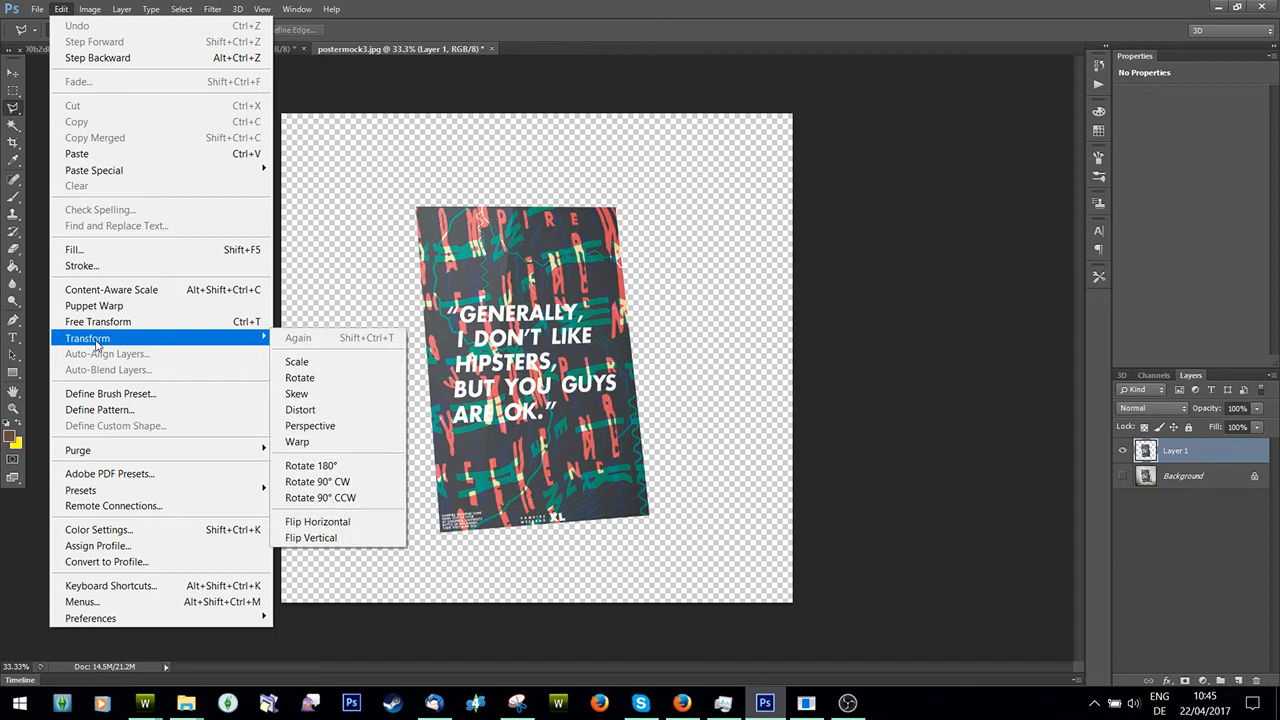 Ps File Edit Image Layer Type Select Filter 3D View Window Help
efine Edge...
3D
/8) * × postermock3.jpg @ 33.3% (Layer 1, RGB/8) * ×
Undo Ctrl+Z
Step Forward Shift+Ctrl+Z
Step Backward Alt+Ctrl+Z
Fade... Shift+Ctrl+F
Cut Ctrl+X
Copy Ctrl+C
Copy Merged Shift+Ctrl+C
Paste Ctrl+V
Paste Special
Clear
Check Spelling...
Find and Replace Text...
Fill... Shift+F5
Stroke...
Content-Aware Scale Alt+Shift+Ctrl+C
Puppet Warp
Free Transform Ctrl+T
Transform
Auto-Align Layers...
Auto-Blend Layers...
Define Brush Preset...
Define Pattern...
Define Custom Shape...
Purge
Adobe PDF Presets...
Presets
Remote Connections...
Color Settings... Shift+Ctrl+K
Assign Profile...
Convert to Profile...
Keyboard Shortcuts... Alt+Shift+Ctrl+K
Menus... Alt+Shift+Ctrl+M
Preferences
Again Shift+Ctrl+T
Scale
Rotate
Skew
Distort
Perspective
Warp
Rotate 180°
Rotate 90° CW
Rotate 90° CCW
Flip Horizontal
Flip Vertical
“GENERALLY,
I DON’T LIKE
HIPSTERS,
BUT YOU GUYS
ARE OK.”
XL
Properties
No Properties
3D Channels Layers
Kind
Normal Opacity: 100%
Lock: Fill: 100%
Layer 1
Background
33.33% Doc: 14.5M/21.2M
Timeline
ENG 10:45
DE 22/04/2017